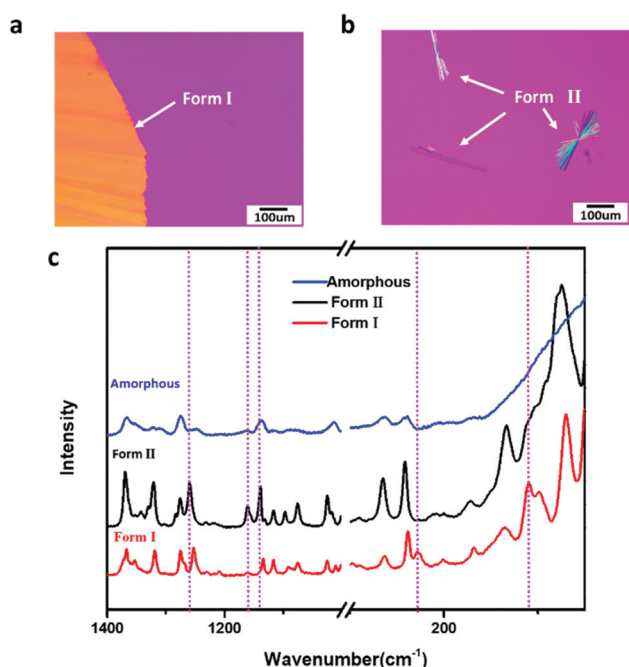 a
b
Form I
Form II
100um
100um
c
Amorphous
Form II
Form I
Amorphous
Form II
Form I
Intensity
1400
1200
200
Wavenumber(cm⁻¹)